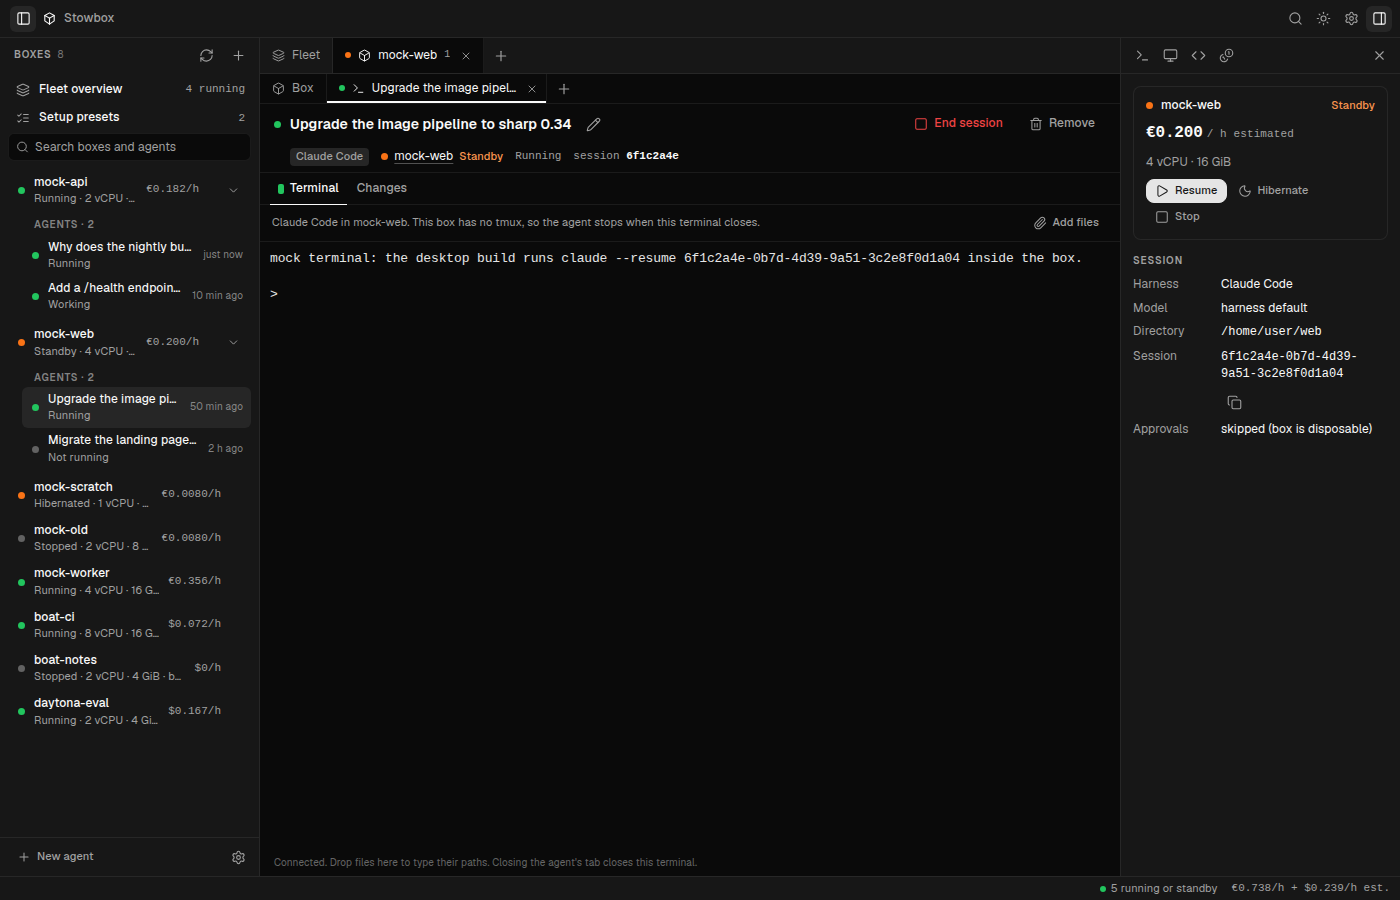 Stowbox
BOXES 8
Fleet overview 4 running
Setup presets 2
Search boxes and agents
mock-api €0.182/h
Running · 2 vCPU ·…
AGENTS · 2
Why does the nightly bu… just now
Running
Add a /health endpoin… 10 min ago
Working
mock-web €0.200/h
Standby · 4 vCPU ·…
AGENTS · 2
Upgrade the image pi… 50 min ago
Running
Migrate the landing page… 2 h ago
Not running
mock-scratch €0.0080/h
Hibernated · 1 vCPU · …
mock-old €0.0080/h
Stopped · 2 vCPU · 8 …
mock-worker €0.356/h
Running · 4 vCPU · 16 G…
boat-ci $0.072/h
Running · 8 vCPU · 16 G…
boat-notes $0/h
Stopped · 2 vCPU · 4 GiB · b…
daytona-eval $0.167/h
Running · 2 vCPU · 4 Gi…
New agent
Fleet mock-web 1
Box Upgrade the image pipel…
Upgrade the image pipeline to sharp 0.34 End session Remove
Claude Code mock-web Standby Running session 6f1c2a4e
Terminal Changes
Claude Code in mock-web. This box has no tmux, so the agent stops when this terminal closes. Add files
mock terminal: the desktop build runs claude --resume 6f1c2a4e-0b7d-4d39-9a51-3c2e8f0d1a04 inside the box.
>
Connected. Drop files here to type their paths. Closing the agent's tab closes this terminal.
mock-web Standby
€0.200 / h estimated
4 vCPU · 16 GiB
Resume Hibernate
Stop
SESSION
Harness Claude Code
Model harness default
Directory /home/user/web
Session 6f1c2a4e-0b7d-4d39-
9a51-3c2e8f0d1a04
Approvals skipped (box is disposable)
5 running or standby €0.738/h + $0.239/h est.